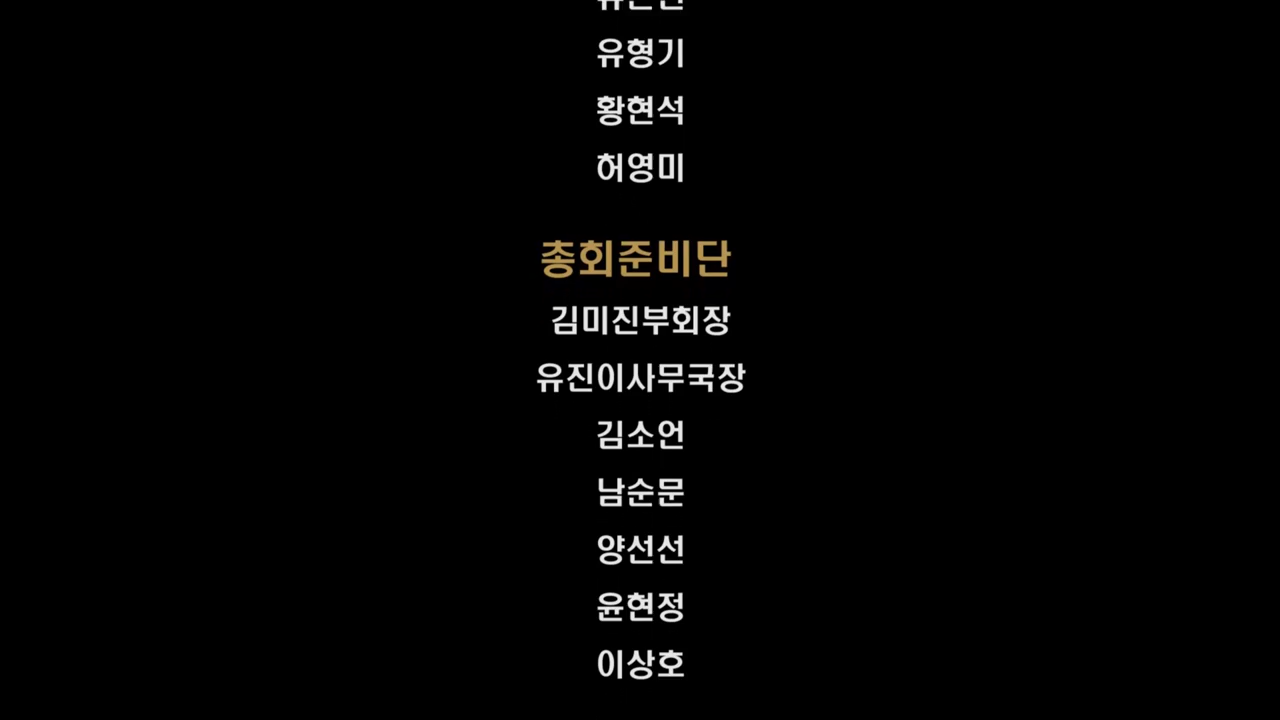 유형기
황현석
허영미
총회준비단
김미진부회장
유진이사무국장
김소언
남순문
양선선
윤현정
이상호